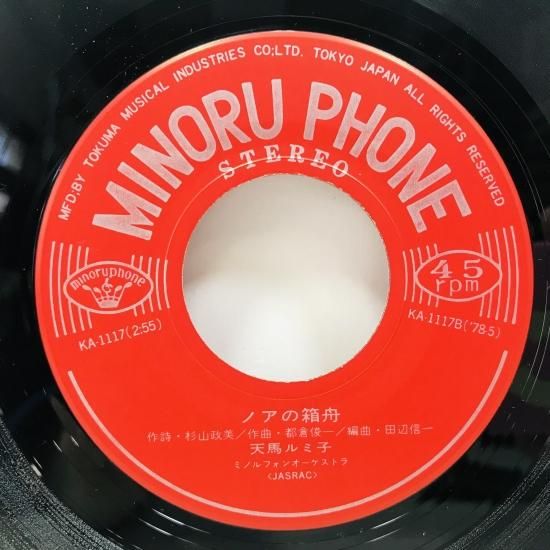 MFD;BY TOKUMA MUSICAL INDUSTRIES CO;LTD. TOKYO JAPAN ALL RIGHTS RESERVED
MINORU PHONE
STEREO
minoruphone
45
rpm
KA-1117(2:55)
KA-1117B('78·5)
ノアの箱舟
作詩・杉山政美／作曲・都倉俊一／編曲・田辺信一
天馬ルミ子
ミノルフォンオーケストラ
〈JASRAC〉